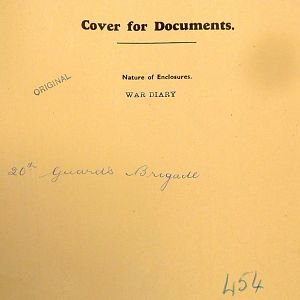 Cover for Documents.
ORIGINAL
Nature of Enclosures.
WAR DIARY
20th Guards Brigade
454